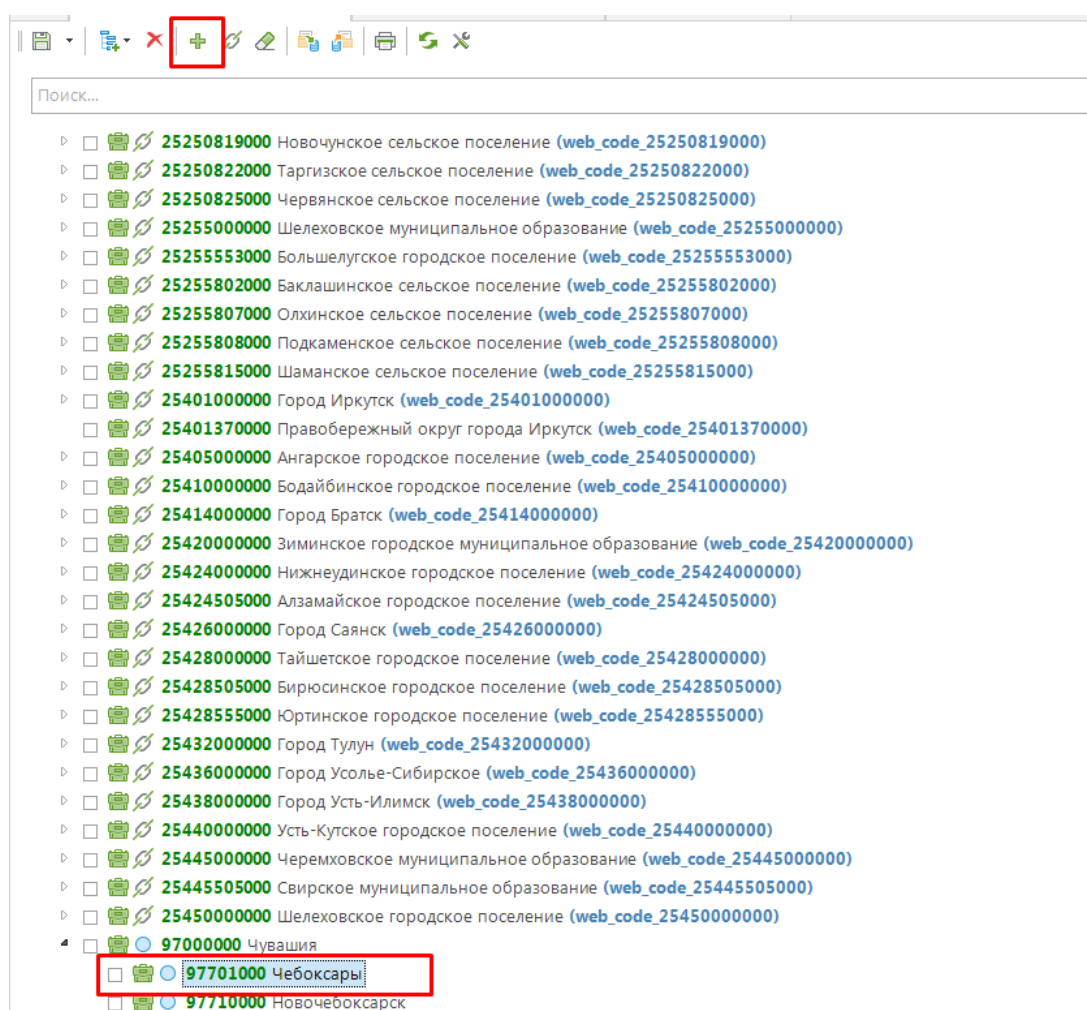 Поиск...
25250819000 Новочунское сельское поселение (web_code_25250819000)
25250822000 Таргизское сельское поселение (web_code_25250822000)
25250825000 Червянское сельское поселение (web_code_25250825000)
25255000000 Шелеховское муниципальное образование (web_code_25255000000)
25255553000 Большелугское городское поселение (web_code_25255553000)
25255802000 Баклашинское сельское поселение (web_code_25255802000)
25255807000 Олхинское сельское поселение (web_code_25255807000)
25255808000 Подкаменское сельское поселение (web_code_25255808000)
25255815000 Шаманское сельское поселение (web_code_25255815000)
25401000000 Город Иркутск (web_code_25401000000)
25401370000 Правобережный округ города Иркутск (web_code_25401370000)
25405000000 Ангарское городское поселение (web_code_25405000000)
25410000000 Бодайбинское городское поселение (web_code_25410000000)
25414000000 Город Братск (web_code_25414000000)
25420000000 Зиминское городское муниципальное образование (web_code_25420000000)
25424000000 Нижнеудинское городское поселение (web_code_25424000000)
25424505000 Алзамайское городское поселение (web_code_25424505000)
25426000000 Город Саянск (web_code_25426000000)
25428000000 Тайшетское городское поселение (web_code_25428000000)
25428505000 Бирюсинское городское поселение (web_code_25428505000)
25428555000 Юртинское городское поселение (web_code_25428555000)
25432000000 Город Тулун (web_code_25432000000)
25436000000 Город Усолье-Сибирское (web_code_25436000000)
25438000000 Город Усть-Илимск (web_code_25438000000)
25440000000 Усть-Кутское городское поселение (web_code_25440000000)
25445000000 Черемховское муниципальное образование (web_code_25445000000)
25445505000 Свирское муниципальное образование (web_code_25445505000)
25450000000 Шелеховское городское поселение (web_code_25450000000)
97000000 Чувашия
97701000 Чебоксары
97710000 Новочебоксарск